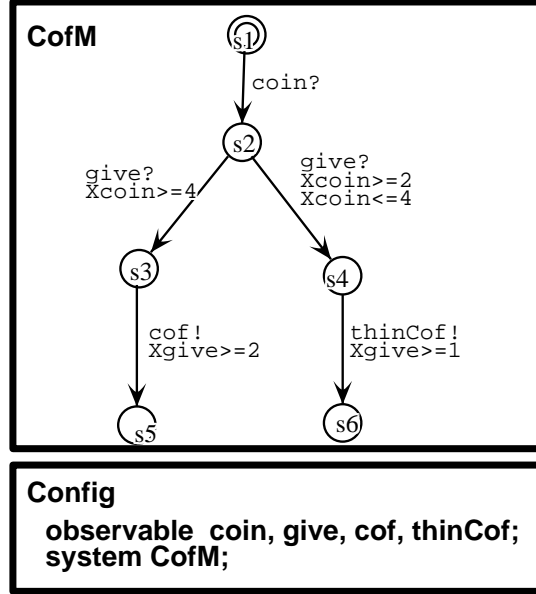 CofM
s1
coin?
s2
give?
Xcoin>=4
give?
Xcoin>=2
Xcoin<=4
s3
s4
cof!
Xgive>=2
thinCof!
Xgive>=1
s5
s6
Config
observable coin, give, cof, thinCof;
system CofM;